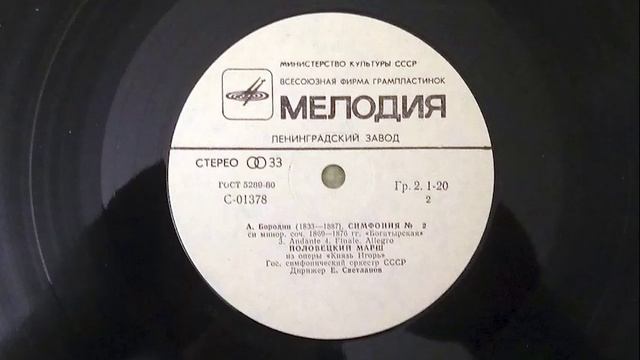 МИНИСТЕРСТВО КУЛЬТУРЫ СССР
ВСЕСОЮЗНАЯ ФИРМА ГРАМПЛАСТИНОК
МЕЛОДИЯ
ЛЕНИНГРАДСКИЙ ЗАВОД
СТЕРЕО 33
ГОСТ 5289-80
С-01378
Гр. 2. 1-20
2
А. Бородин (1833—1887). СИМФОНИЯ № 2
си минор, соч. 1869—1876 гг. «Богатырская»
3. Andante 4. Finale. Allegro
ПОЛОВЕЦКИЙ МАРШ
из оперы «Князь Игорь»
Гос. симфонический оркестр СССР
Дирижер Е. Светланов